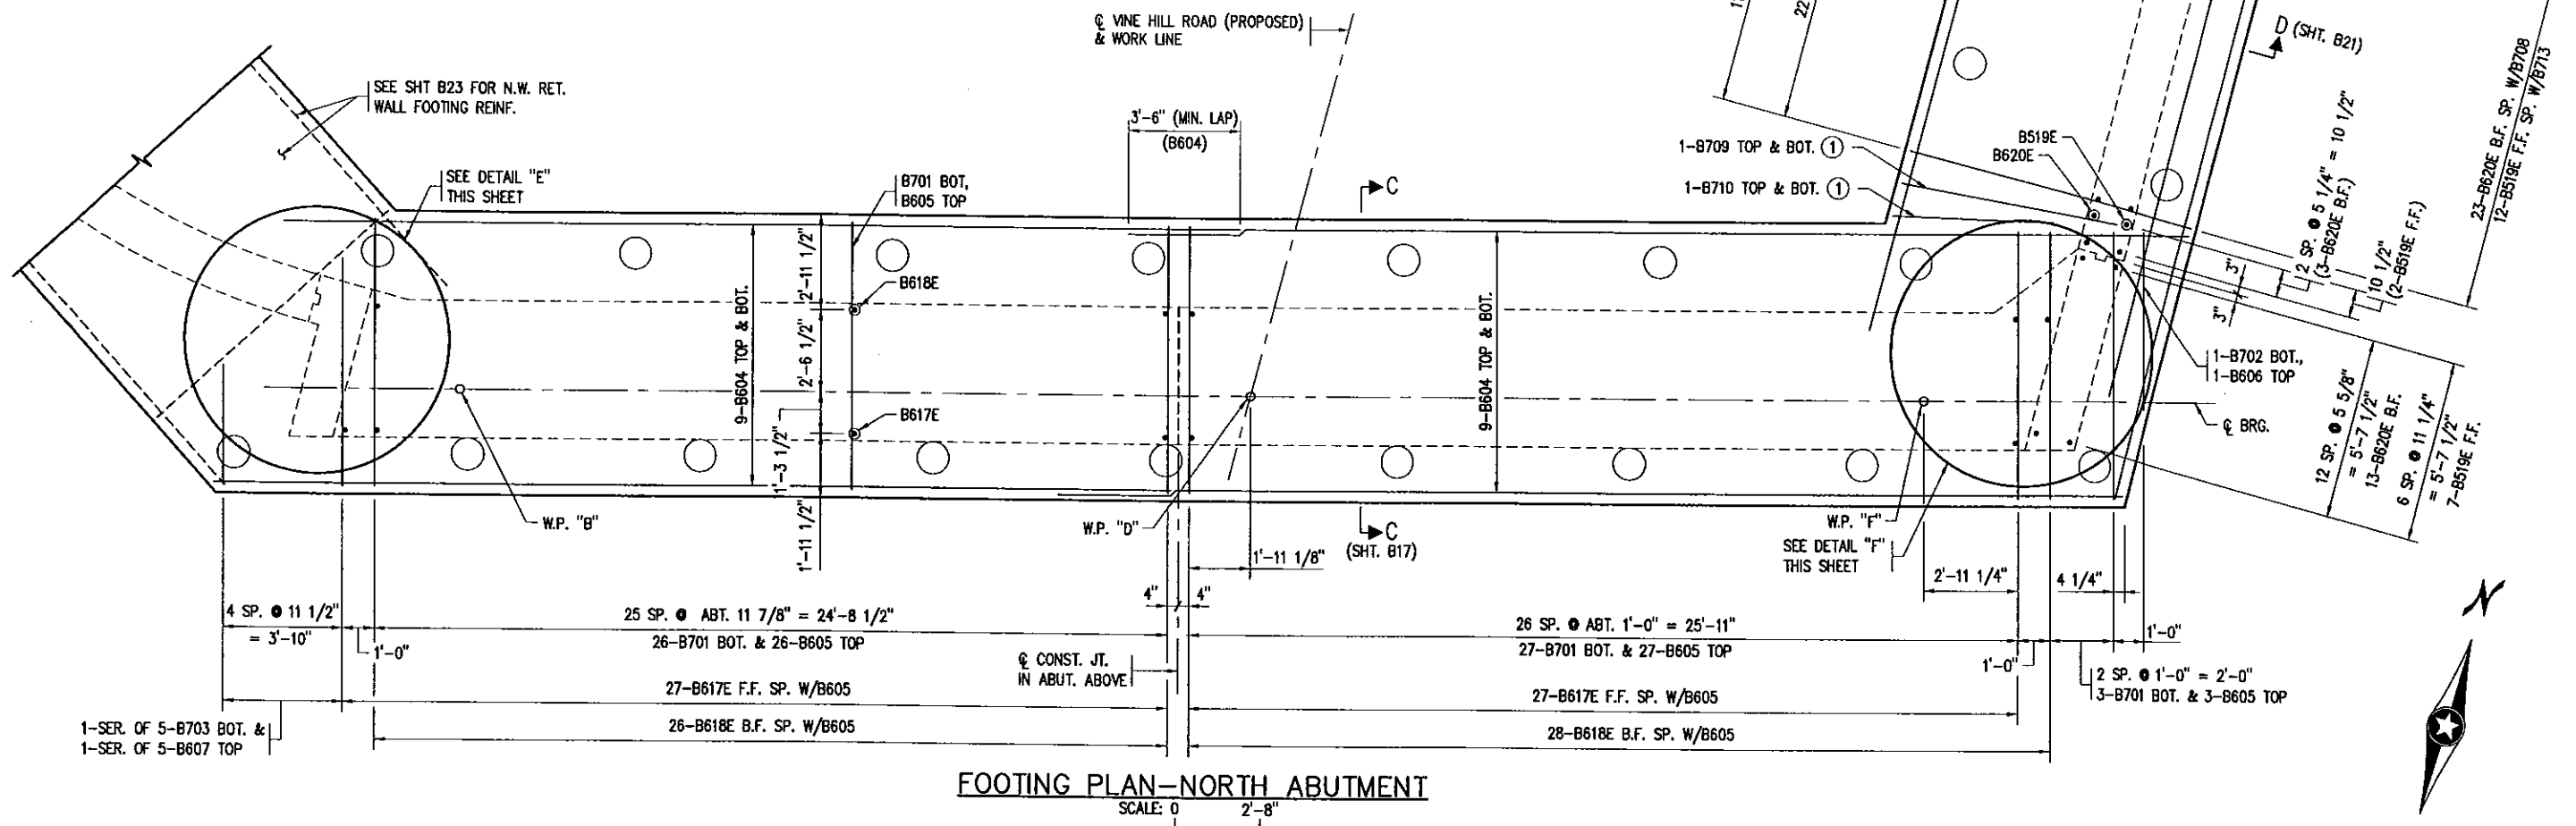 ℄ VINE HILL ROAD (PROPOSED)
& WORK LINE
22
D (SHT. B21)
SEE SHT B23 FOR N.W. RET.
WALL FOOTING REINF.
3'-6" (MIN. LAP)
(B604)
SEE DETAIL "E"
THIS SHEET
B701 BOT,
B605 TOP
C
1-B709 TOP & BOT. ①
1-B710 TOP & BOT. ①
B519E
B620E
2 SP. @ 5 1/4" = 10 1/2"
(3-B620E B.F.)
10 1/2"
(2-B519E F.F.)
23-B620E B.F. SP. W/B708
12-B519E F.F. SP. W/B713
3"
3"
2'-11 1/2"
B618E
9-B604 TOP & BOT.
2'-6 1/2"
9-B604 TOP & BOT.
B617E
1'-3 1/2"
1'-11 1/2"
1-B702 BOT.,
1-B606 TOP
℄ BRG.
12 SP. @ 5 5/8"
= 5'-7 1/2"
13-B620E B.F.
6 SP. @ 11 1/4"
= 5'-7 1/2"
7-B519E F.F.
W.P. "B"
W.P. "D"
C
(SHT. B17)
W.P. "F"
SEE DETAIL "F"
THIS SHEET
1'-11 1/8"
2'-11 1/4"
4 1/4"
4" 4"
4 SP. @ 11 1/2"
= 3'-10"
1'-0"
25 SP. @ ABT. 11 7/8" = 24'-8 1/2"
26-B701 BOT. & 26-B605 TOP
26 SP. @ ABT. 1'-0" = 25'-11"
27-B701 BOT. & 27-B605 TOP
1'-0"
1'-0"
℄ CONST. JT.
IN ABUT. ABOVE
2 SP. @ 1'-0" = 2'-0"
3-B701 BOT. & 3-B605 TOP
27-B617E F.F. SP. W/B605
27-B617E F.F. SP. W/B605
1-SER. OF 5-B703 BOT. &
1-SER. OF 5-B607 TOP
26-B618E B.F. SP. W/B605
28-B618E B.F. SP. W/B605
N
FOOTING PLAN-NORTH ABUTMENT
SCALE: 0 2'-8"